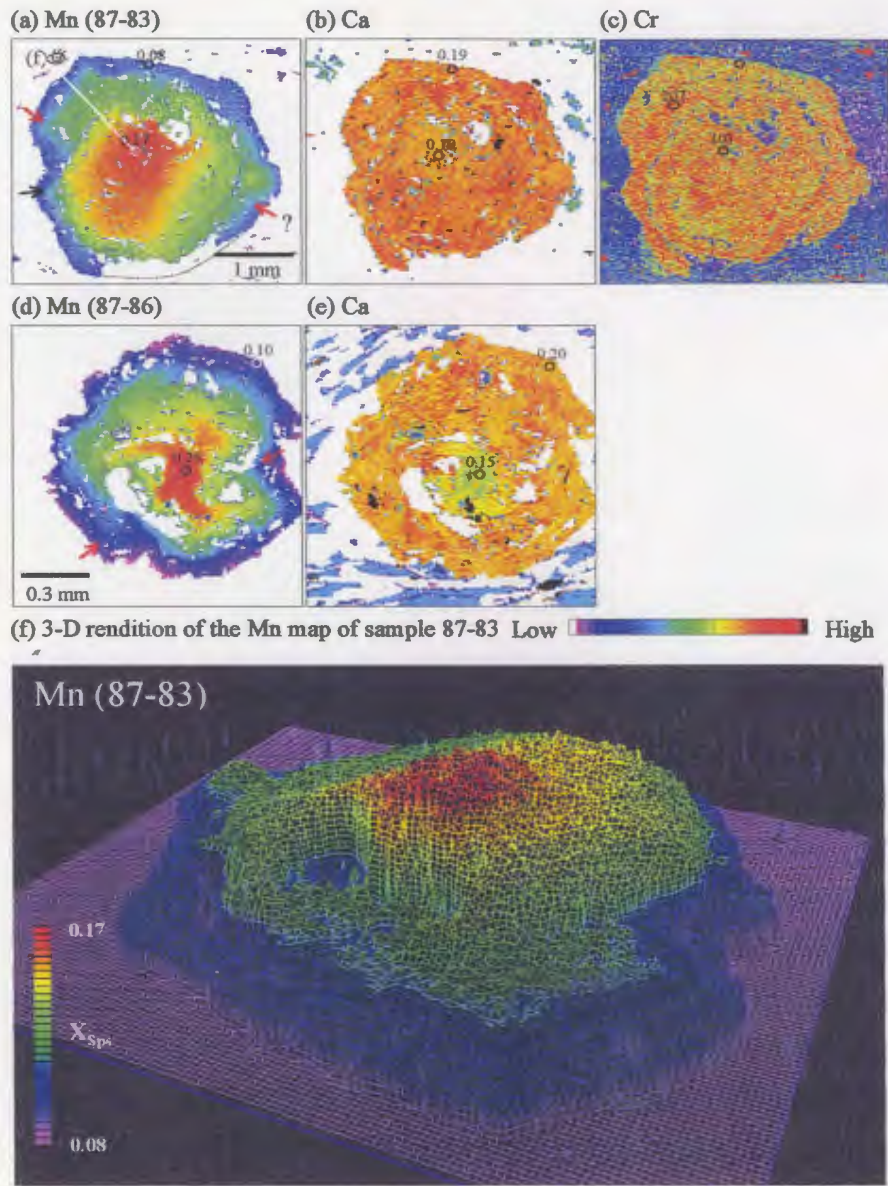 (a) Mn (87-83)
(b) Ca
(c) Cr
(f)
0.08
?
1 mm
0.19
(d) Mn (87-86)
(e) Ca
0.10
0.3 mm
0.20
0.15
(f) 3-D rendition of the Mn map of sample 87-83 Low High
Mn (87-83)
0.17
X
0.08